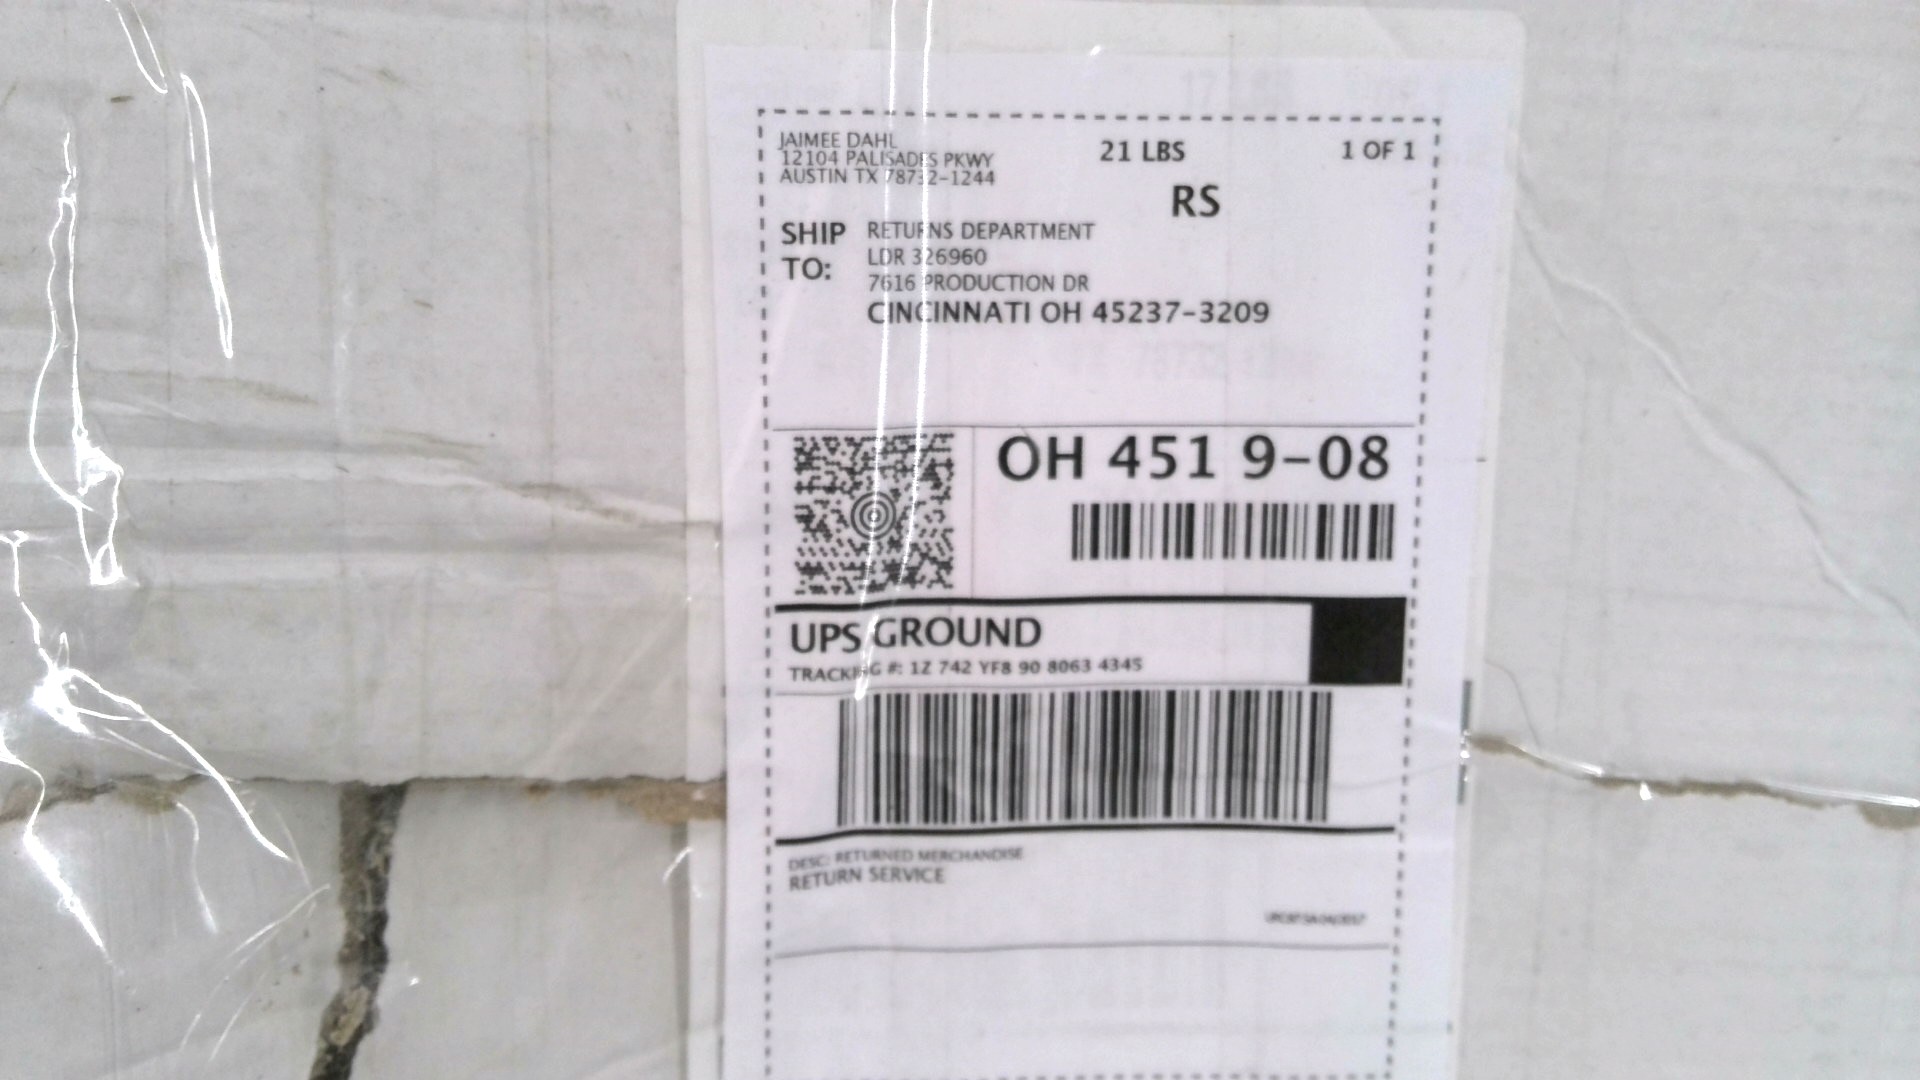 JAIMEE DAHL
12104 PALISADES PKWY
AUSTIN TX 78732-1244
21 LBS
1 OF 1
RS
SHIP TO:
RETURNS DEPARTMENT
LDR 326960
7616 PRODUCTION DR
CINCINNATI OH 45237-3209
OH 451 9-08
UPS GROUND
TRACKING #: 1Z 742 YF8 90 8063 4345
DESC: RETURNED MERCHANDISE
RETURN SERVICE